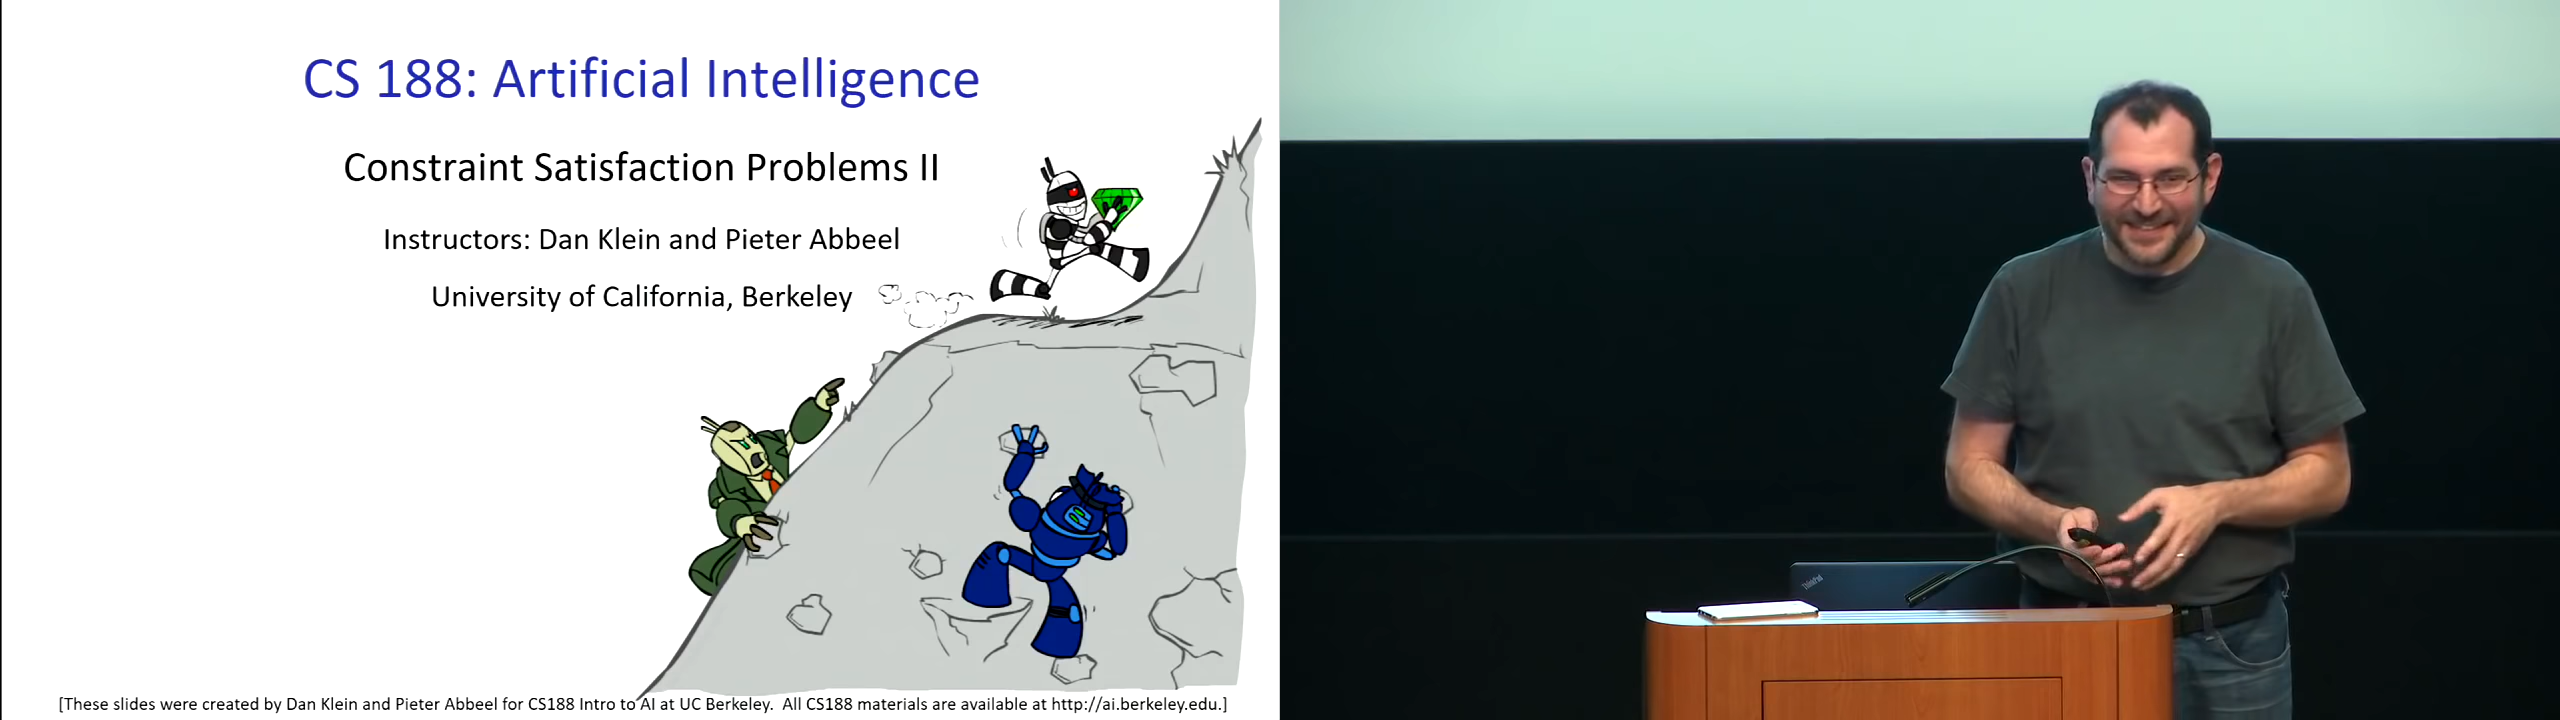 CS 188: Artificial Intelligence
Constraint Satisfaction Problems II
Instructors: Dan Klein and Pieter Abbeel
University of California, Berkeley
[These slides were created by Dan Klein and Pieter Abbeel for CS188 Intro to AI at UC Berkeley.  All CS188 materials are available at http://ai.berkeley.edu.]
ThinkPad